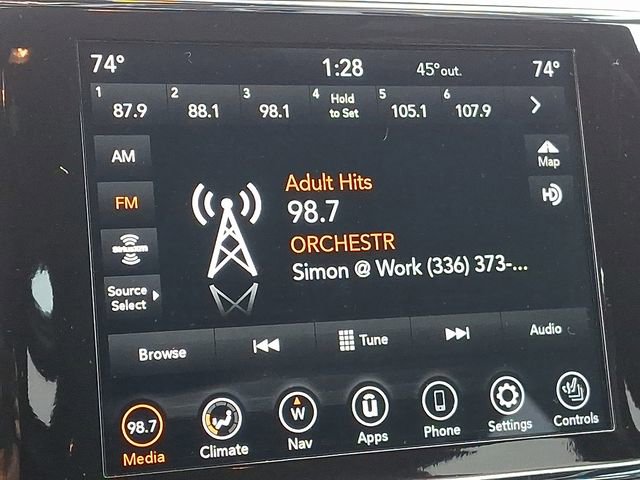 74° 1:28 45°out. 74°
1 87.9 2 88.1 3 98.1 4 Hold to Set 5 105.1 6 107.9
AM
Map
FM
HD
SiriusXM
Source
Select
Adult Hits
98.7
ORCHESTR
Simon @ Work (336) 373-...
Browse Tune Audio
98.7 W
Media Climate Nav Apps Phone Settings Controls